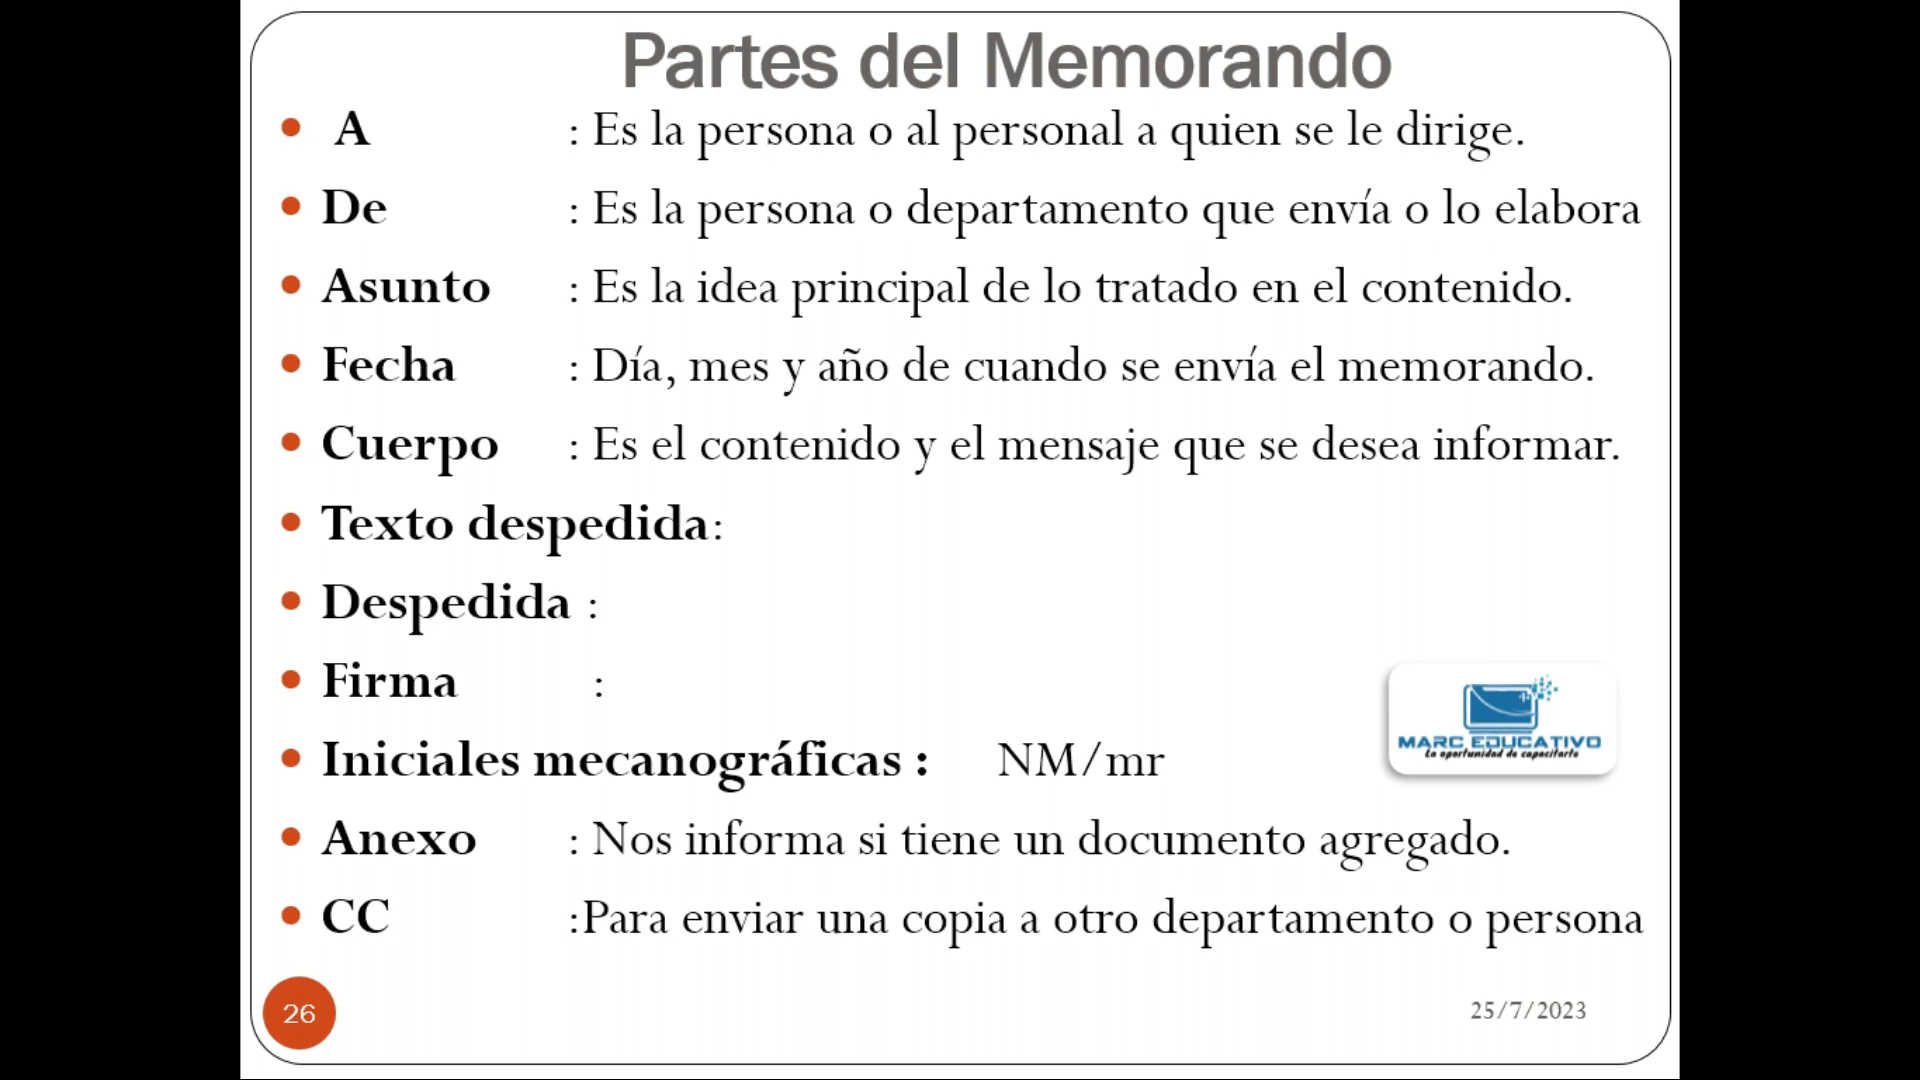 Partes del Memorando
• A : Es la persona o al personal a quien se le dirige.
• De : Es la persona o departamento que envía o lo elabora
• Asunto : Es la idea principal de lo tratado en el contenido.
• Fecha : Día, mes y año de cuando se envía el memorando.
• Cuerpo : Es el contenido y el mensaje que se desea informar.
• Texto despedida:
• Despedida :
• Firma :
• Iniciales mecanográficas : NM/mr
MARC EDUCATIVO
La oportunidad de capacitarte
• Anexo : Nos informa si tiene un documento agregado.
• CC :Para enviar una copia a otro departamento o persona
26
25/7/2023